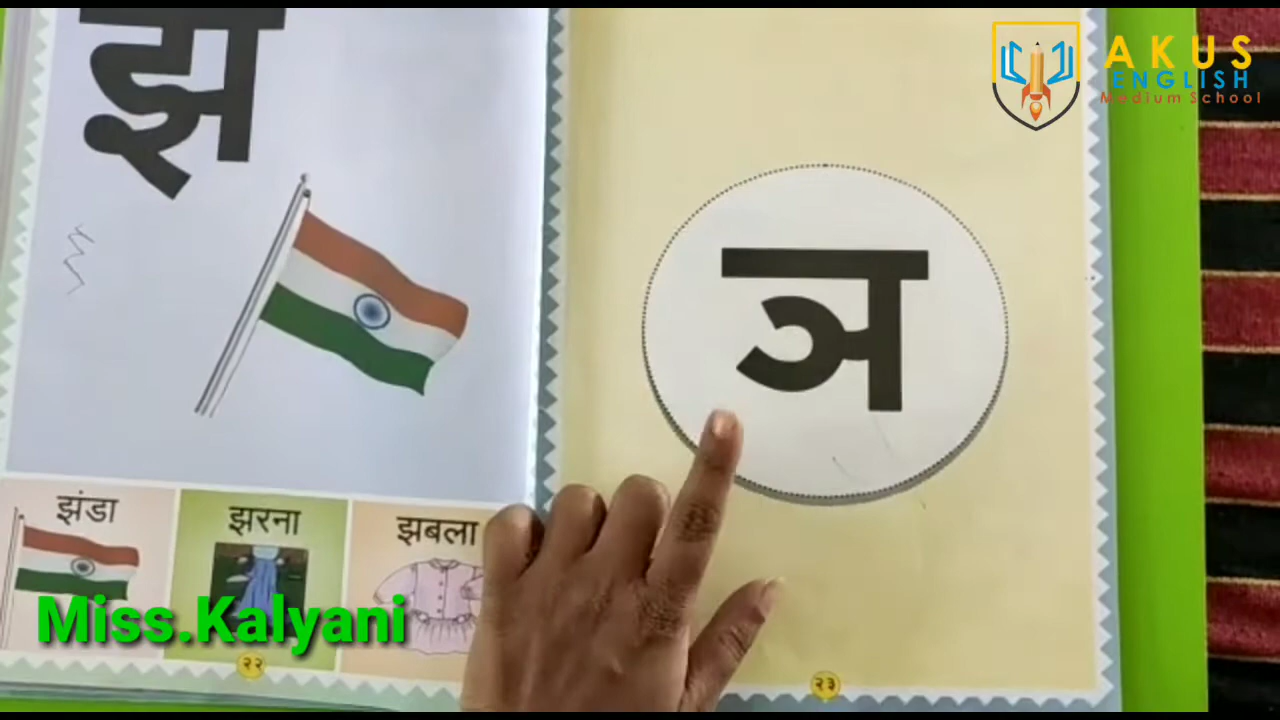 झ
झंडा
झरना
झबला
२२
ञ
२३
AKUS
ENGLISH
Medium School
Miss.Kalyani